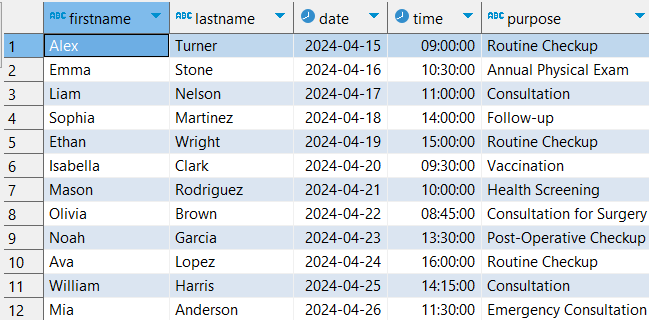 ABC firstname ABC lastname date time purpose
1 Alex Turner 2024-04-15 09:00:00 Routine Checkup
2 Emma Stone 2024-04-16 10:30:00 Annual Physical Exam
3 Liam Nelson 2024-04-17 11:00:00 Consultation
4 Sophia Martinez 2024-04-18 14:00:00 Follow-up
5 Ethan Wright 2024-04-19 15:00:00 Routine Checkup
6 Isabella Clark 2024-04-20 09:30:00 Vaccination
7 Mason Rodriguez 2024-04-21 10:00:00 Health Screening
8 Olivia Brown 2024-04-22 08:45:00 Consultation for Surgery
9 Noah Garcia 2024-04-23 13:30:00 Post-Operative Checkup
10 Ava Lopez 2024-04-24 16:00:00 Routine Checkup
11 William Harris 2024-04-25 14:15:00 Consultation
12 Mia Anderson 2024-04-26 11:30:00 Emergency Consultation